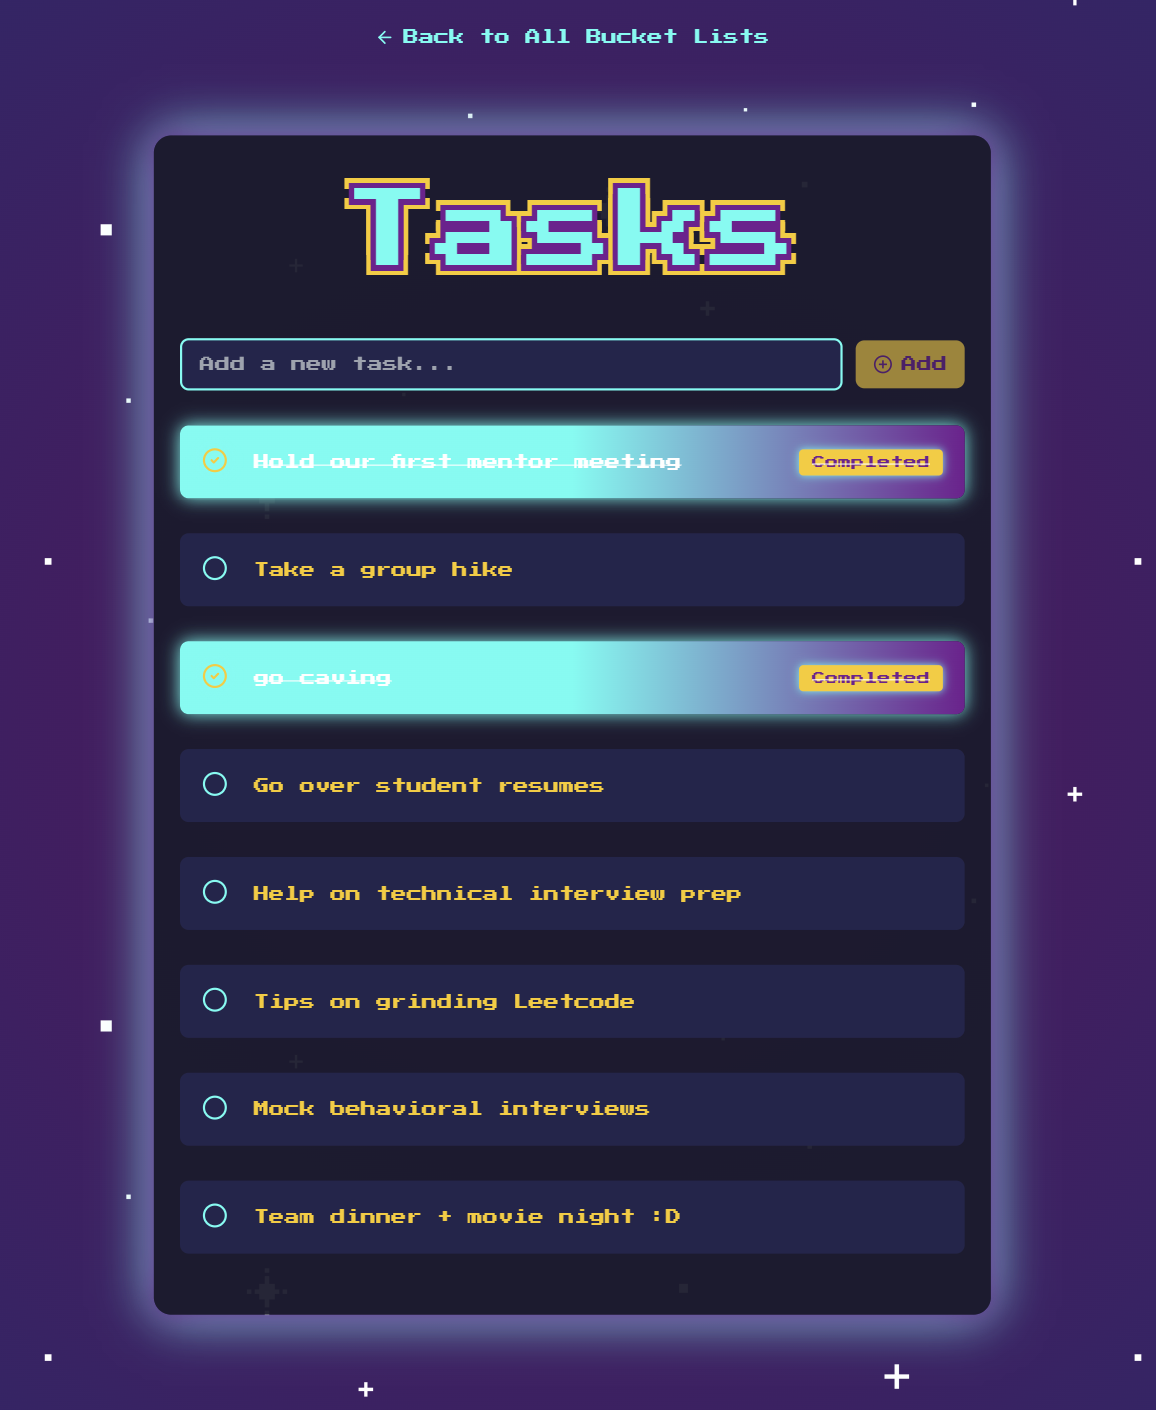 Back to All Bucket Lists
Tasks
Add a new task...
Add
Hold our first mentor meeting
Completed
Take a group hike
go caving
Completed
Go over student resumes
Help on technical interview prep
Tips on grinding Leetcode
Mock behavioral interviews
Team dinner + movie night :D